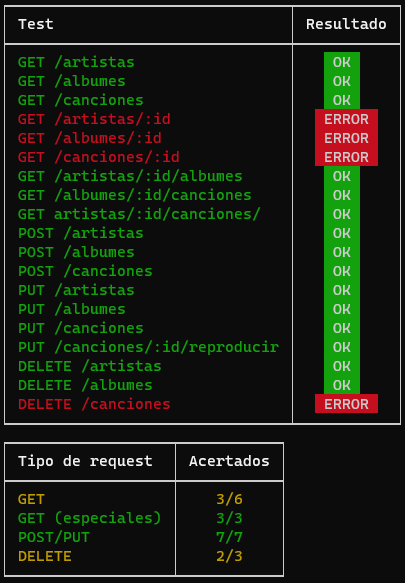 Test Resultado
GET /artistas OK
GET /albumes OK
GET /canciones OK
GET /artistas/:id ERROR
GET /albumes/:id ERROR
GET /canciones/:id ERROR
GET /artistas/:id/albumes OK
GET /albumes/:id/canciones OK
GET artistas/:id/canciones/ OK
POST /artistas OK
POST /albumes OK
POST /canciones OK
PUT /artistas OK
PUT /albumes OK
PUT /canciones OK
PUT /canciones/:id/reproducir OK
DELETE /artistas OK
DELETE /albumes OK
DELETE /canciones ERROR
Tipo de request Acertados
GET 3/6
GET (especiales) 3/3
POST/PUT 7/7
DELETE 2/3